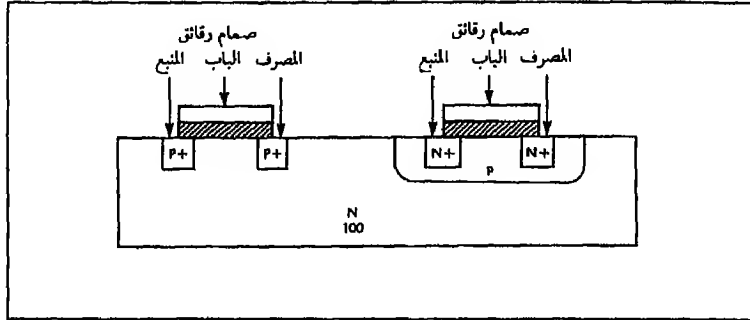 صمام رقائق
المنبع الباب المصرف
صمام رقائق
المنبع الباب المصرف
P+ P+ N+ N+
P
N
100